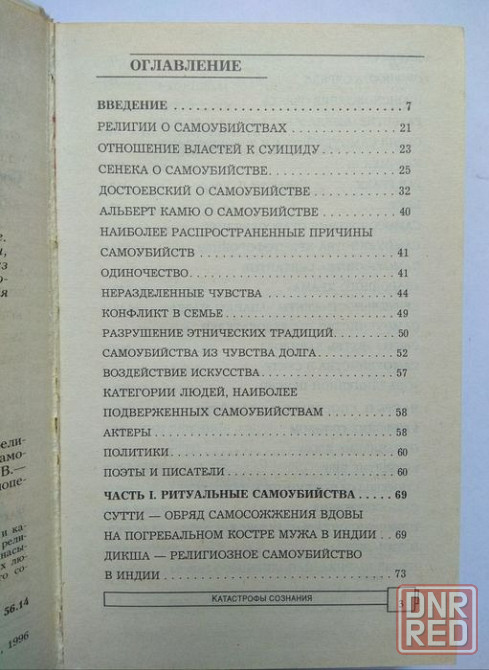 ОГЛАВЛЕНИЕ
ВВЕДЕНИЕ . . . . . . . . . . . . . . . . . . . . . . . . . . . . . . . 7
РЕЛИГИИ О САМОУБИЙСТВАХ . . . . . . . . . . . . . . . 21
ОТНОШЕНИЕ ВЛАСТЕЙ К СУИЦИДУ . . . . . . . . . . . 23
СЕНЕКА О САМОУБИЙСТВЕ. . . . . . . . . . . . . . . . . . 25
ДОСТОЕВСКИЙ О САМОУБИЙСТВЕ . . . . . . . . . . . . 32
АЛЬБЕРТ КАМЮ О САМОУБИЙСТВЕ . . . . . . . . . . . 40
НАИБОЛЕЕ РАСПРОСТРАНЕННЫЕ ПРИЧИНЫ
САМОУБИЙСТВ . . . . . . . . . . . . . . . . . . . . . . . . . . . 41
ОДИНОЧЕСТВО. . . . . . . . . . . . . . . . . . . . . . . . . . . . 41
НЕРАЗДЕЛЕННЫЕ ЧУВСТВА . . . . . . . . . . . . . . . . . . 44
КОНФЛИКТ В СЕМЬЕ . . . . . . . . . . . . . . . . . . . . . . . 49
РАЗРУШЕНИЕ ЭТНИЧЕСКИХ ТРАДИЦИЙ. . . . . . . . . 50
САМОУБИЙСТВА ИЗ ЧУВСТВА ДОЛГА . . . . . . . . . . . 52
ВОЗДЕЙСТВИЕ ИСКУССТВА. . . . . . . . . . . . . . . . . . . 57
КАТЕГОРИИ ЛЮДЕЙ, НАИБОЛЕЕ
ПОДВЕРЖЕННЫХ САМОУБИЙСТВАМ . . . . . . . . . . 58
АКТЕРЫ . . . . . . . . . . . . . . . . . . . . . . . . . . . . . . . . . 58
ПОЛИТИКИ . . . . . . . . . . . . . . . . . . . . . . . . . . . . . . 60
ПОЭТЫ И ПИСАТЕЛИ . . . . . . . . . . . . . . . . . . . . . . . 60
ЧАСТЬ I. РИТУАЛЬНЫЕ САМОУБИЙСТВА . . . . . 69
СУТТИ — ОБРЯД САМОСОЖЖЕНИЯ ВДОВЫ
НА ПОГРЕБАЛЬНОМ КОСТРЕ МУЖА В ИНДИИ . . 69
ДИКША — РЕЛИГИОЗНОЕ САМОУБИЙСТВО
В ИНДИИ . . . . . . . . . . . . . . . . . . . . . . . . . . . . . . . . 73
КАТАСТРОФЫ СОЗНАНИЯ
3
56.14
, 1996
DNR
RED